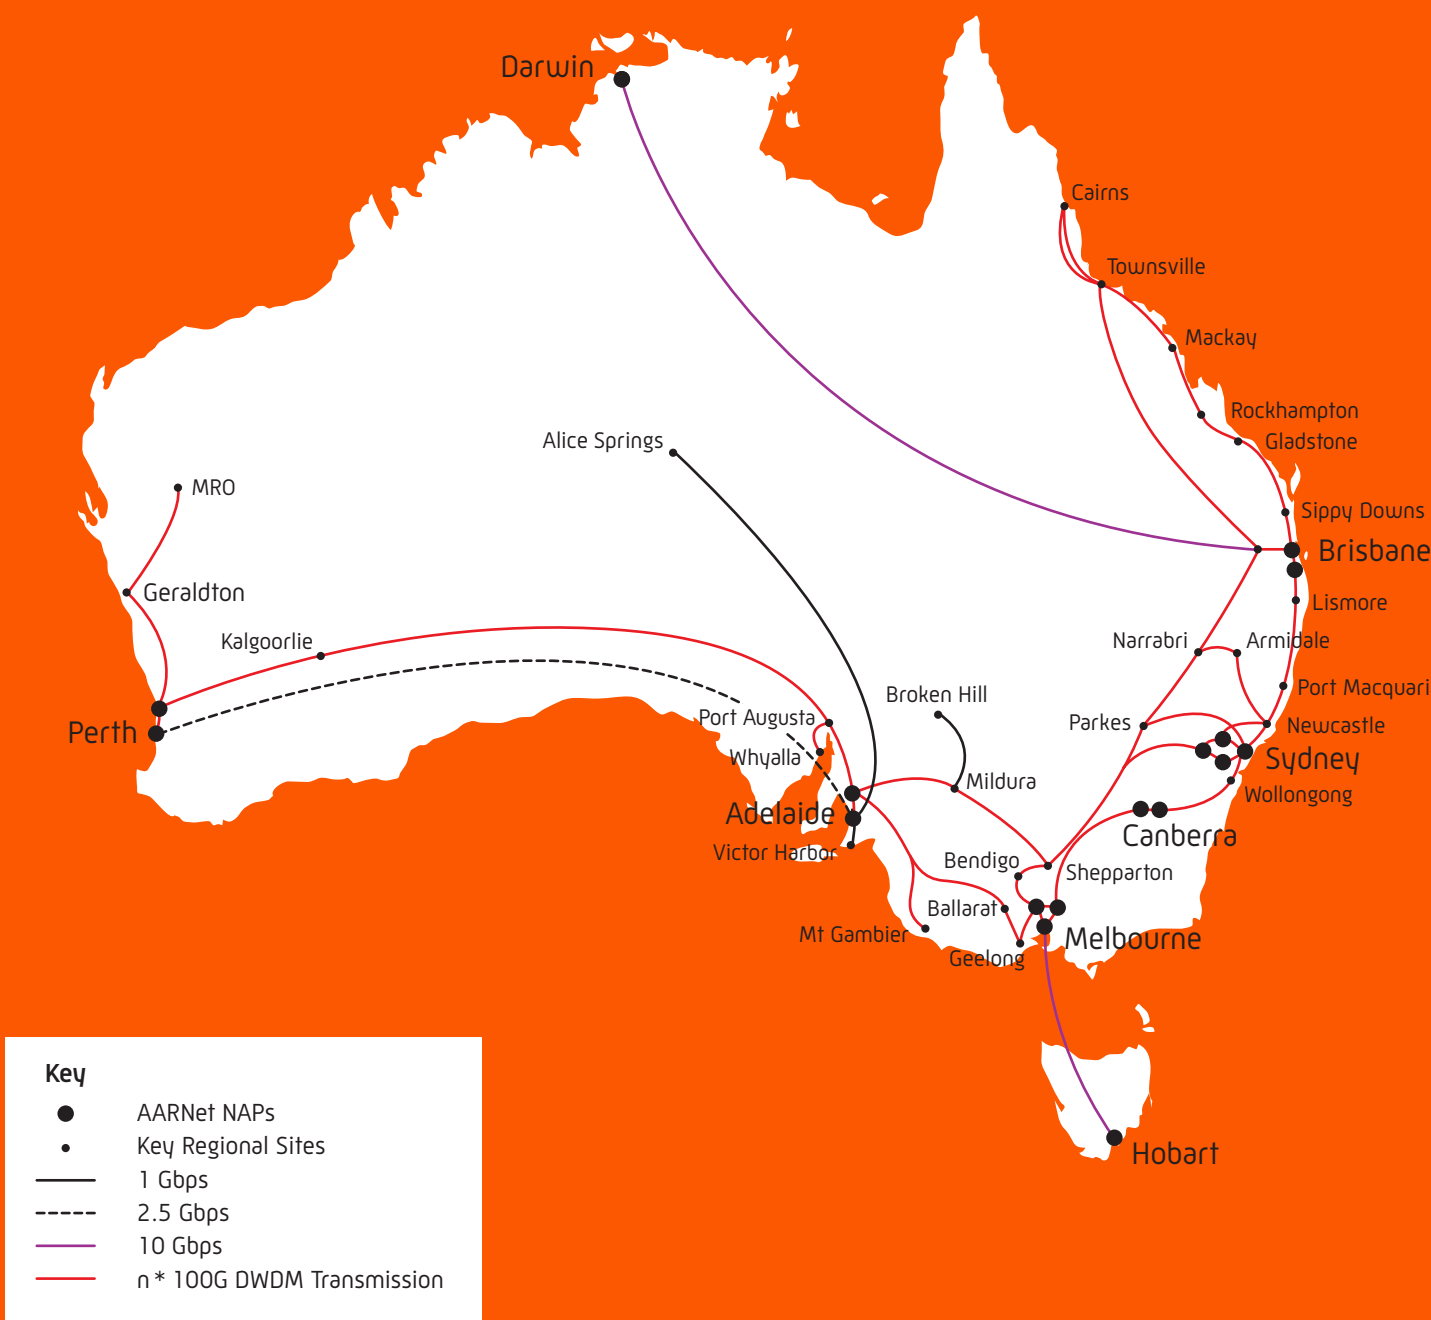 Darwin
Cairns
Townsville
Mackay
Rockhampton
Gladstone
Alice Springs
MRO
Sippy Downs
Brisbane
Geraldton
Lismore
Kalgoorlie
Narrabri
Armidale
Port Macquari
Broken Hill
Port Augusta
Parkes
Newcastle
Perth
Whyalla
Sydney
Mildura
Wollongong
Adelaide
Canberra
Victor Harbor
Bendigo
Shepparton
Ballarat
Mt Gambier
Melbourne
Geelong
Hobart
Key
AARNet NAPs
Key Regional Sites
1 Gbps
2.5 Gbps
10 Gbps
n* 100G DWDM Transmission